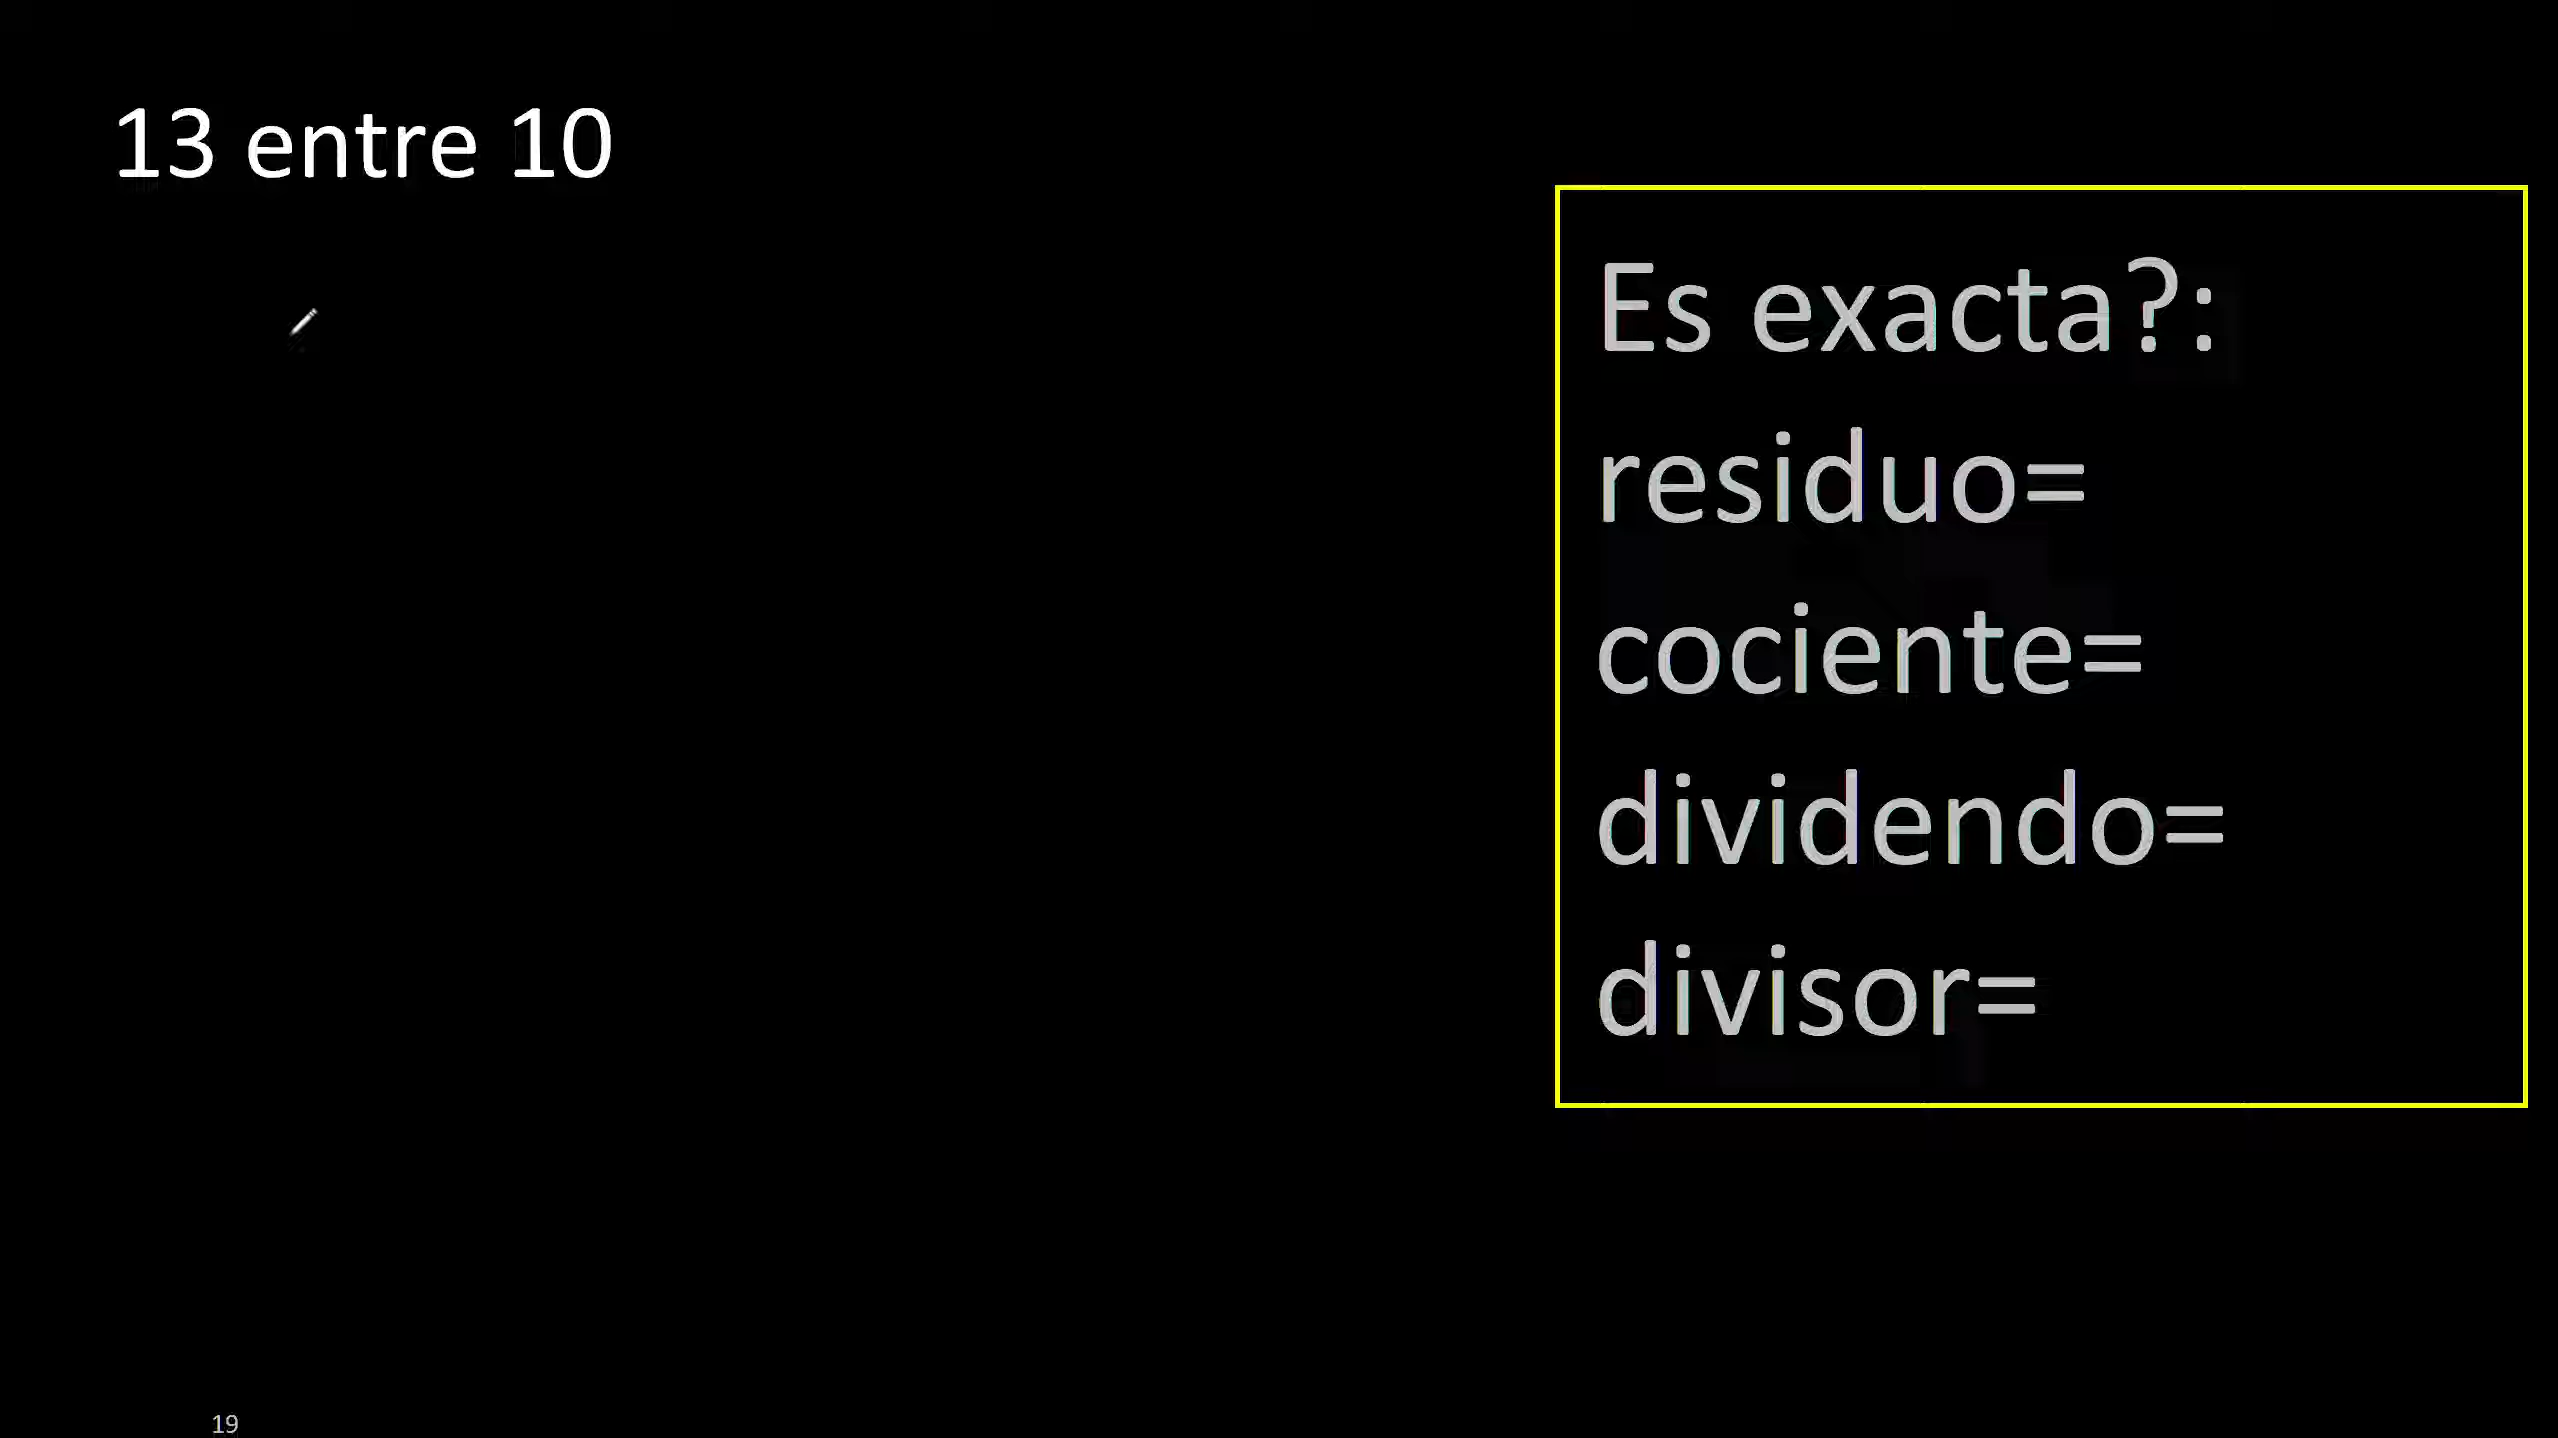 13 entre 10
Es exacta?:
residuo=
cociente=
dividendo=
divisor=
19